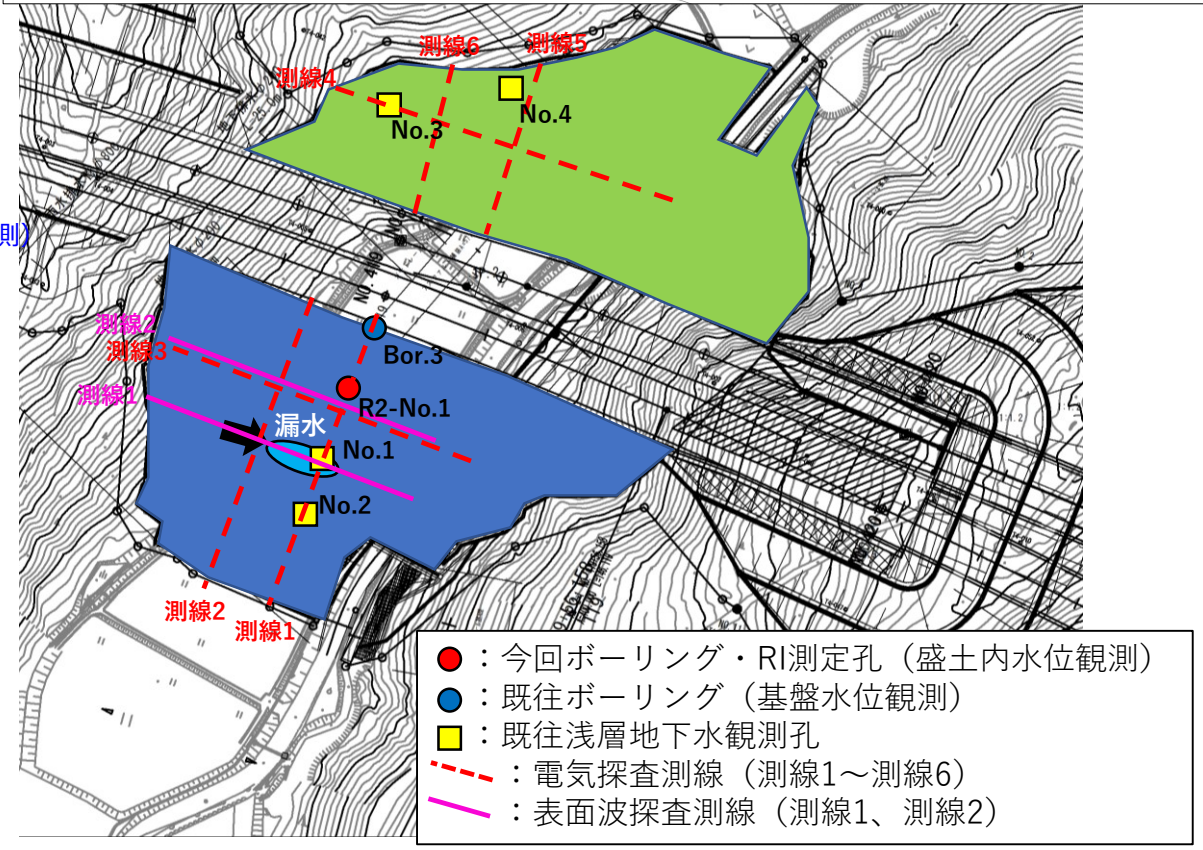 測線6
測線5
測線4
No.3
No.4
則)
測線2
測線3
測線1
Bor.3
R2-No.1
漏水
No.1
No.2
測線2
測線1
:今回ボーリング・RI測定孔(盛土内水位観測)
:既往ボーリング(基盤水位観測)
:既往浅層地下水観測孔
:電気探査測線(測線1~測線6)
:表面波探査測線(測線1、測線2)